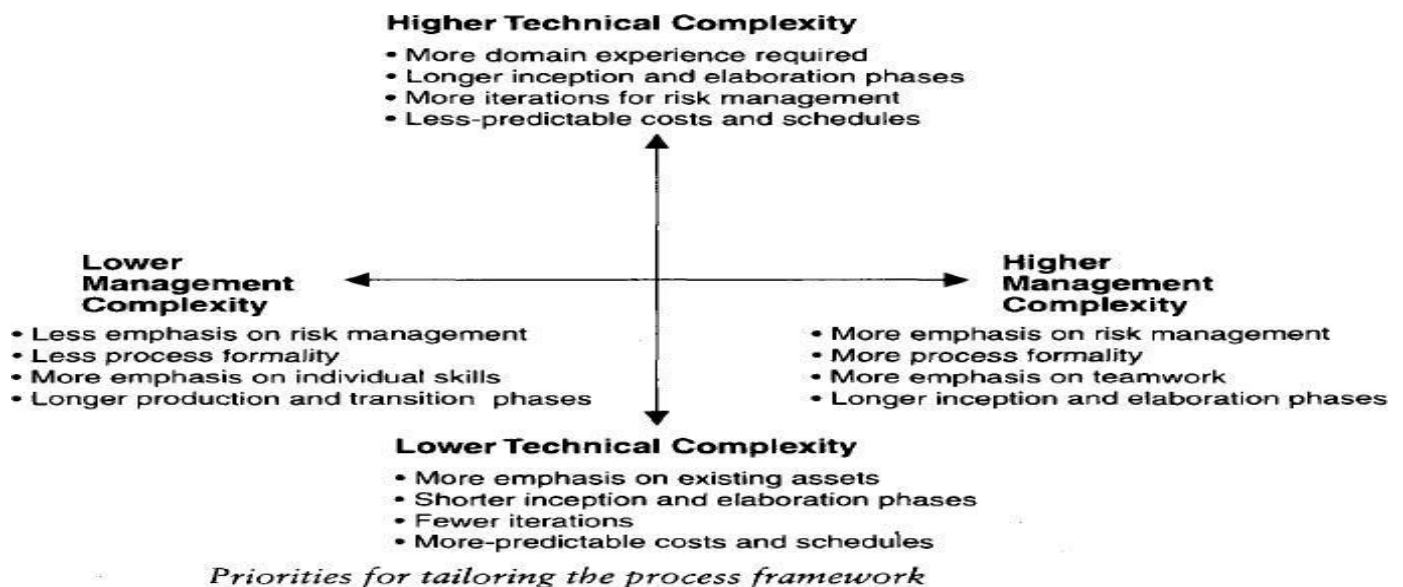 Higher Technical Complexity
• More domain experience required
• Longer inception and elaboration phases
• More iterations for risk management
• Less-predictable costs and schedules
Lower
Management
Complexity
• Less emphasis on risk management
• Less process formality
• More emphasis on individual skills
• Longer production and transition phases
Higher
Management
Complexity
• More emphasis on risk management
• More process formality
• More emphasis on teamwork
• Longer inception and elaboration phases
Lower Technical Complexity
• More emphasis on existing assets
• Shorter inception and elaboration phases
• Fewer iterations
• More-predictable costs and schedules
Priorities for tailoring the process framework